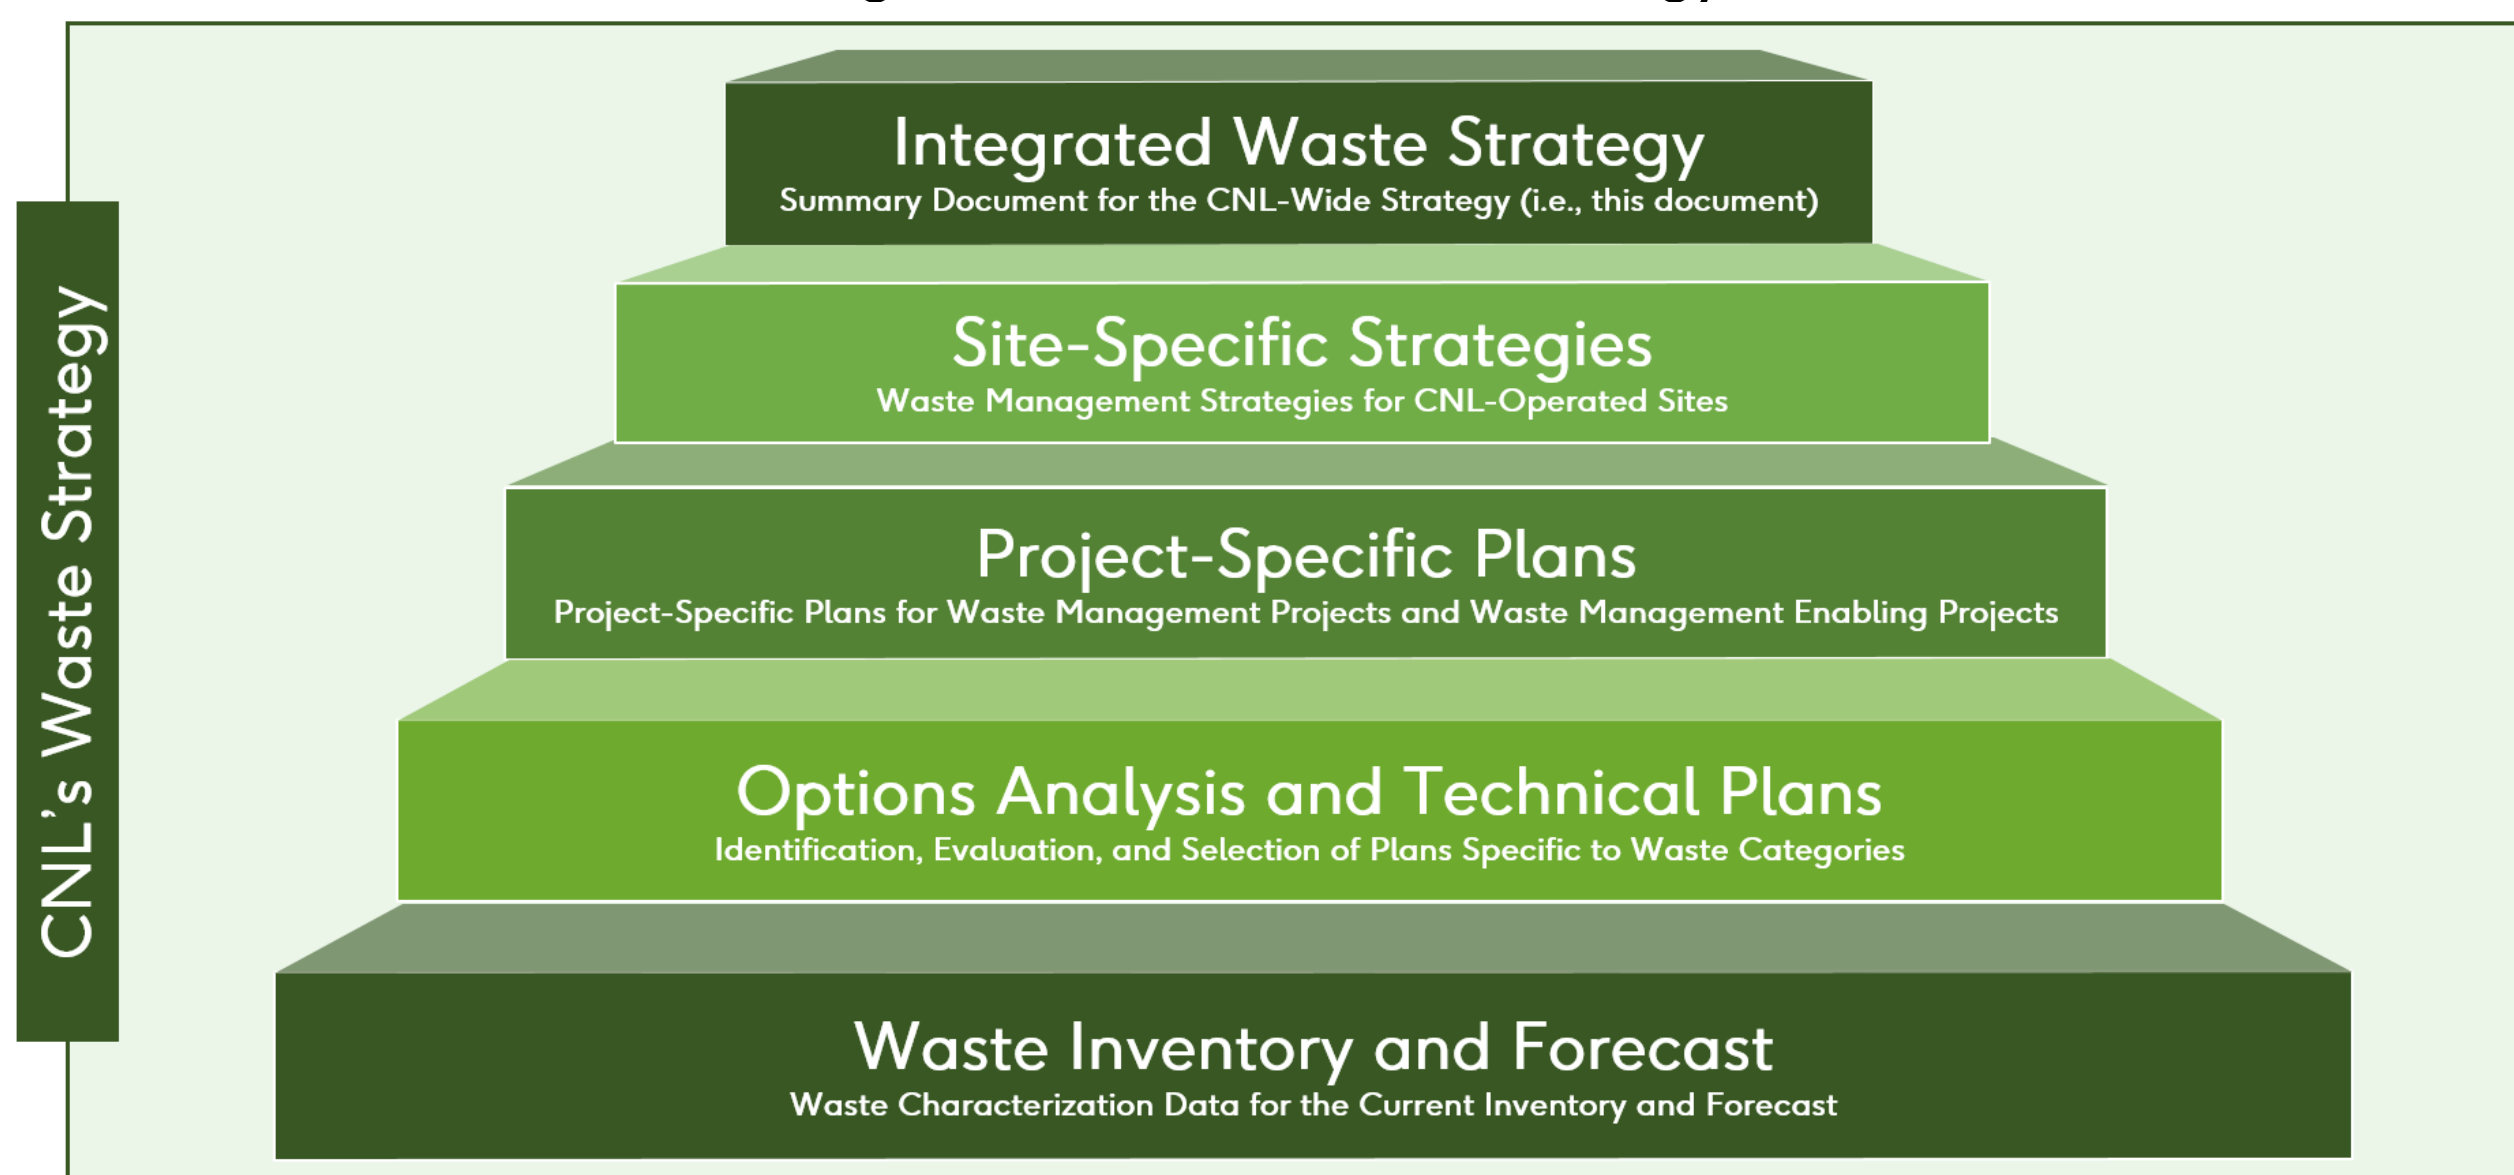 Integrated Waste Strategy
Summary Document for the CNL-Wide Strategy (i.e., this document)
Site-Specific Strategies
Waste Management Strategies for CNL-Operated Sites
Project-Specific Plans
Project-Specific Plans for Waste Management Projects and Waste Management Enabling Projects
Options Analysis and Technical Plans
Identification, Evaluation, and Selection of Plans Specific to Waste Categories
Waste Inventory and Forecast
Waste Characterization Data for the Current Inventory and Forecast
CNL's Waste Strategy